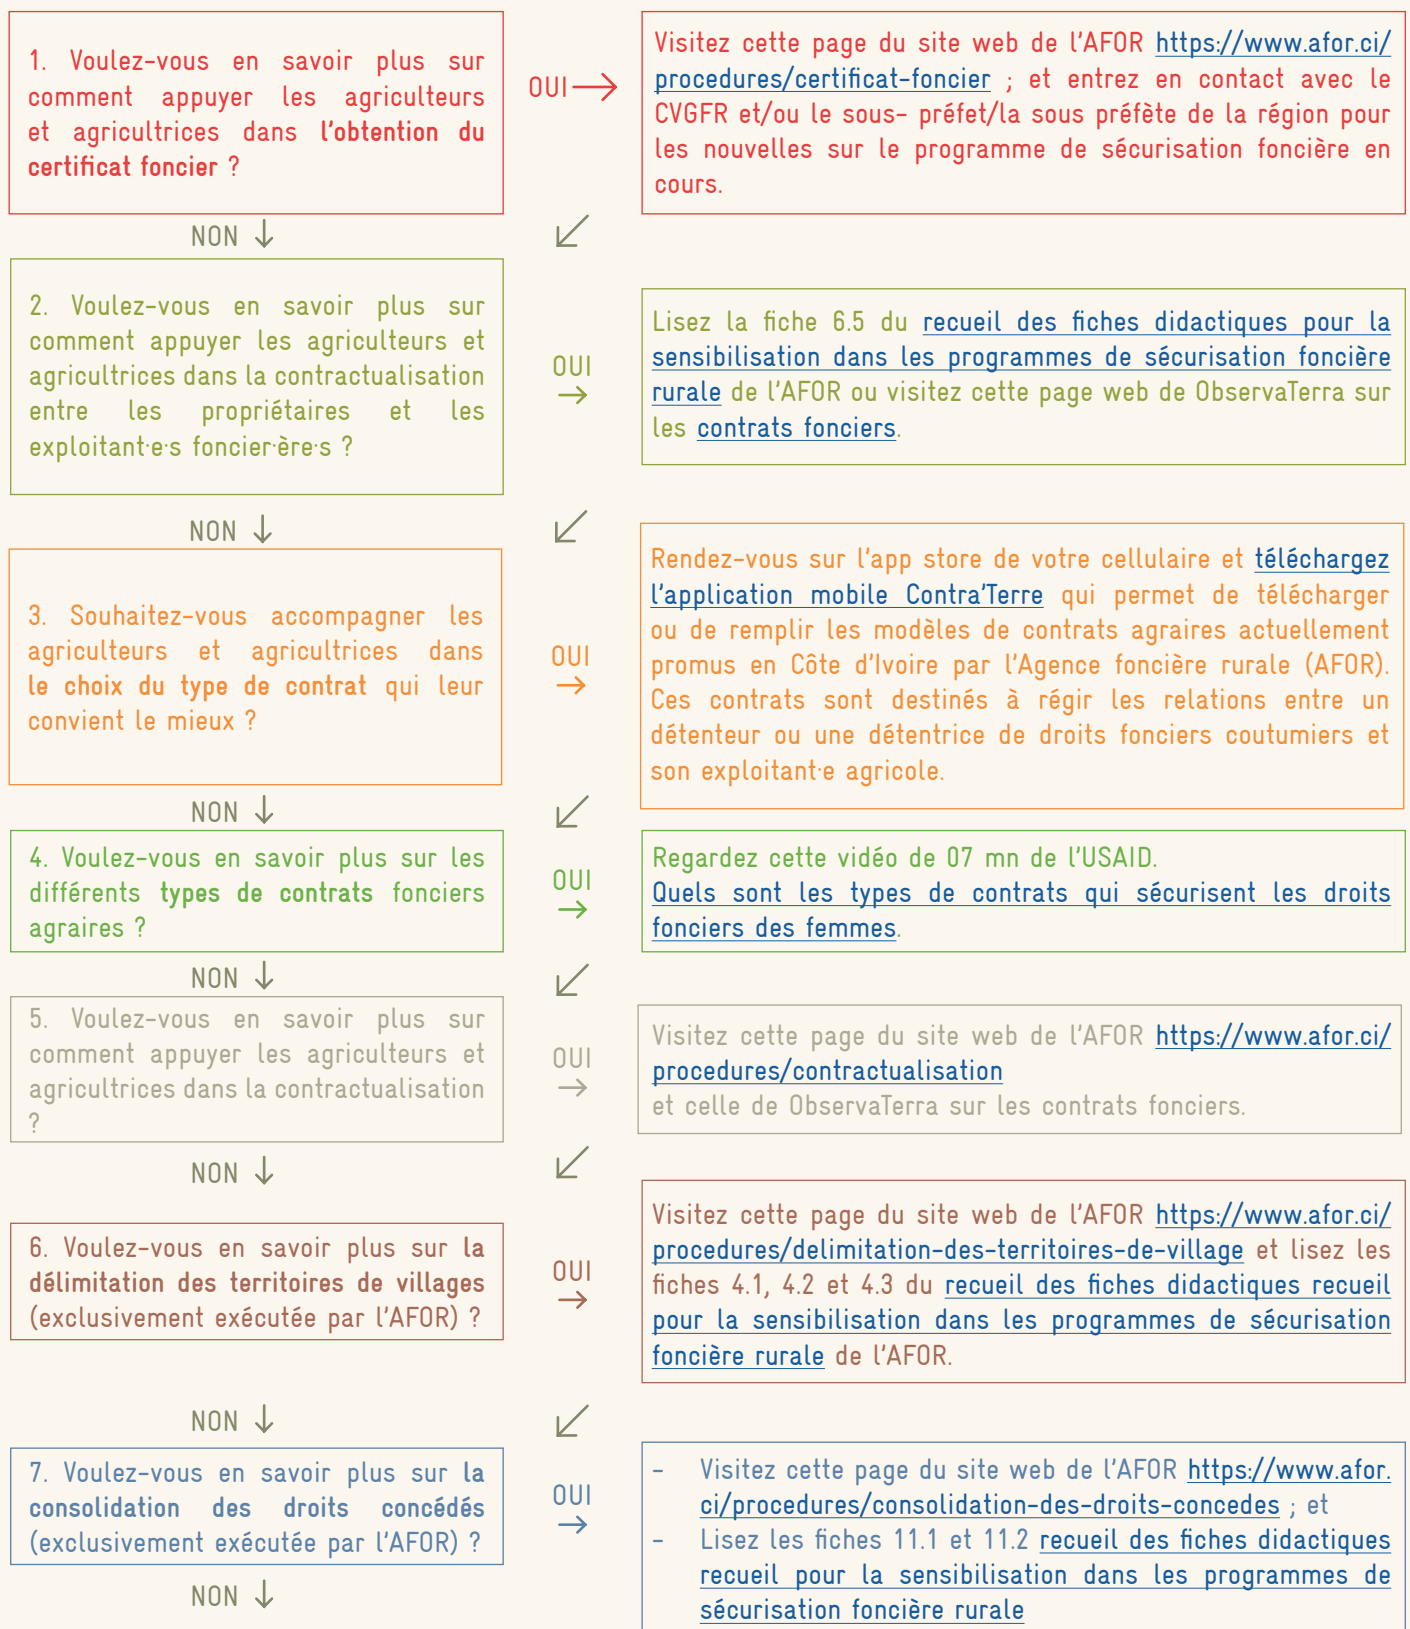 1. Voulez-vous en savoir plus sur
comment appuyer les agriculteurs
et agricultrices dans l'obtention du
certificat foncier ?
OUI
Visitez cette page du site web de l'AFOR https://www.afor.ci/
procedures/certificat-foncier ; et entrez en contact avec le
CVGFR et/ou le sous- préfet/la sous préfète de la région pour
les nouvelles sur le programme de sécurisation foncière en
cours.
NON
2. Voulez-vous en savoir plus sur
comment appuyer les agriculteurs et
agricultrices dans la contractualisation
entre les propriétaires et les
exploitant·e·s foncier·ère·s ?
OUI
Lisez la fiche 6.5 du recueil des fiches didactiques pour la
sensibilisation dans les programmes de sécurisation foncière
rurale de l'AFOR ou visitez cette page web de ObservaTerra sur
les contrats fonciers.
NON
3. Souhaitez-vous accompagner les
agriculteurs et agricultrices dans
le choix du type de contrat qui leur
convient le mieux ?
OUI
Rendez-vous sur l'app store de votre cellulaire et téléchargez
l'application mobile Contra'Terre qui permet de télécharger
ou de remplir les modèles de contrats agraires actuellement
promus en Côte d'Ivoire par l'Agence foncière rurale (AFOR).
Ces contrats sont destinés à régir les relations entre un
détenteur ou une détentrice de droits fonciers coutumiers et
son exploitant·e agricole.
NON
4. Voulez-vous en savoir plus sur les
différents types de contrats fonciers
agraires ?
OUI
Regardez cette vidéo de 07 mn de l'USAID.
Quels sont les types de contrats qui sécurisent les droits
fonciers des femmes.
NON
5. Voulez-vous en savoir plus sur
comment appuyer les agriculteurs et
agricultrices dans la contractualisation
?
OUI
Visitez cette page du site web de l'AFOR https://www.afor.ci/
procedures/contractualisation
et celle de ObservaTerra sur les contrats fonciers.
NON
6. Voulez-vous en savoir plus sur la
délimitation des territoires de villages
(exclusivement exécutée par l'AFOR) ?
OUI
Visitez cette page du site web de l'AFOR https://www.afor.ci/
procedures/delimitation-des-territoires-de-village et lisez les
fiches 4.1, 4.2 et 4.3 du recueil des fiches didactiques recueil
pour la sensibilisation dans les programmes de sécurisation
foncière rurale de l'AFOR.
NON
7. Voulez-vous en savoir plus sur la
consolidation des droits concédés
(exclusivement exécutée par l'AFOR) ?
OUI
- Visitez cette page du site web de l'AFOR https://www.afor.
ci/procedures/consolidation-des-droits-concedes ; et
- Lisez les fiches 11.1 et 11.2 recueil des fiches didactiques
recueil pour la sensibilisation dans les programmes de
sécurisation foncière rurale
NON